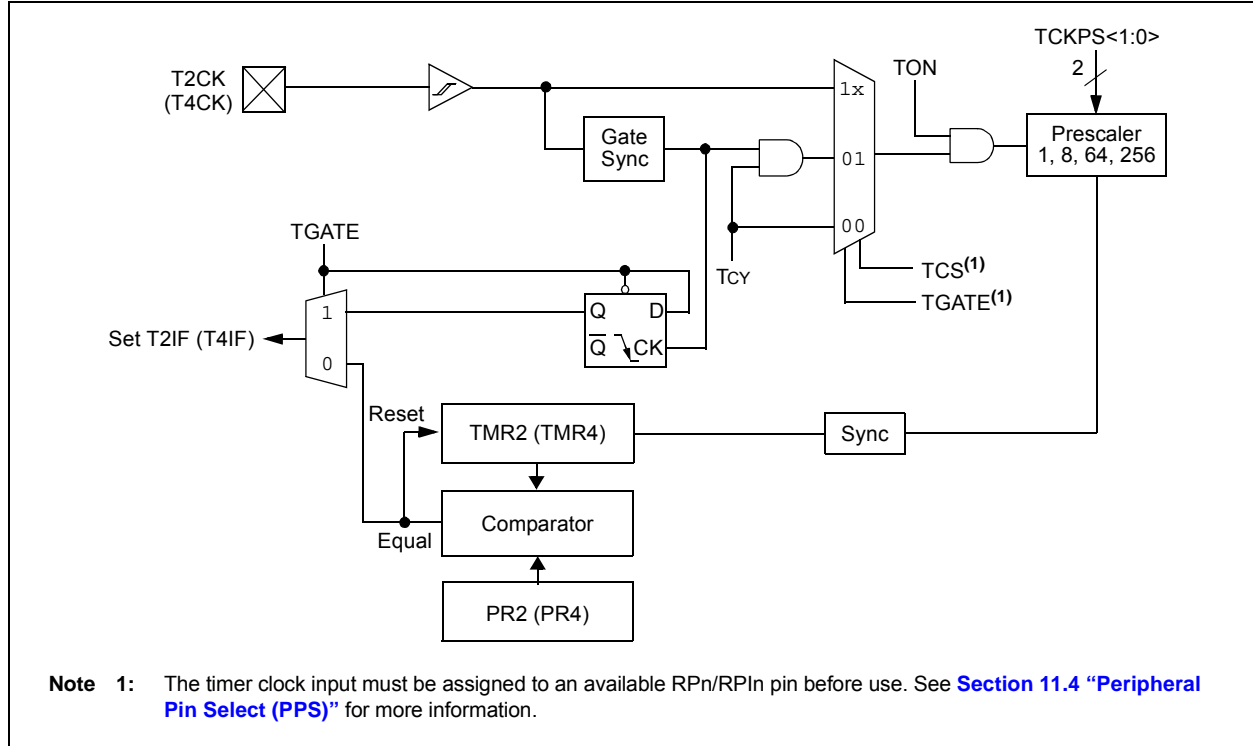 TCKPS<1:0>
2
T2CK
(T4CK)
TON
1x
Prescaler
1, 8, 64, 256
Gate
Sync
01
00
TGATE
TCY
TCS(1)
TGATE(1)
1
Q
D
Set T2IF (T4IF)
Q
CK
0
Reset
TMR2 (TMR4)
Sync
Equal
Comparator
PR2 (PR4)
Note 1: The timer clock input must be assigned to an available RPn/RPIn pin before use. See Section 11.4 “Peripheral
Pin Select (PPS)” for more information.